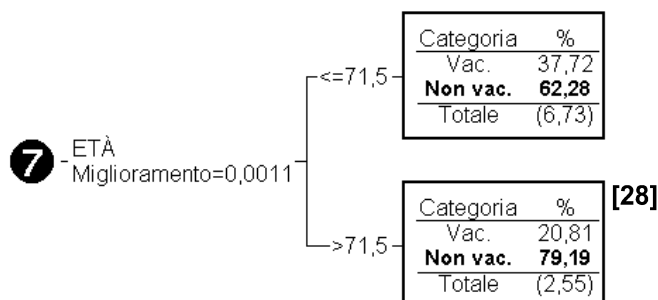 Categoria %
Vac. 37,72
Non vac. 62,28
Totale (6,73)
<=71,5
7
ETÀ
Miglioramento=0,0011
>71,5
[28]
Categoria %
Vac. 20,81
Non vac. 79,19
Totale (2,55)